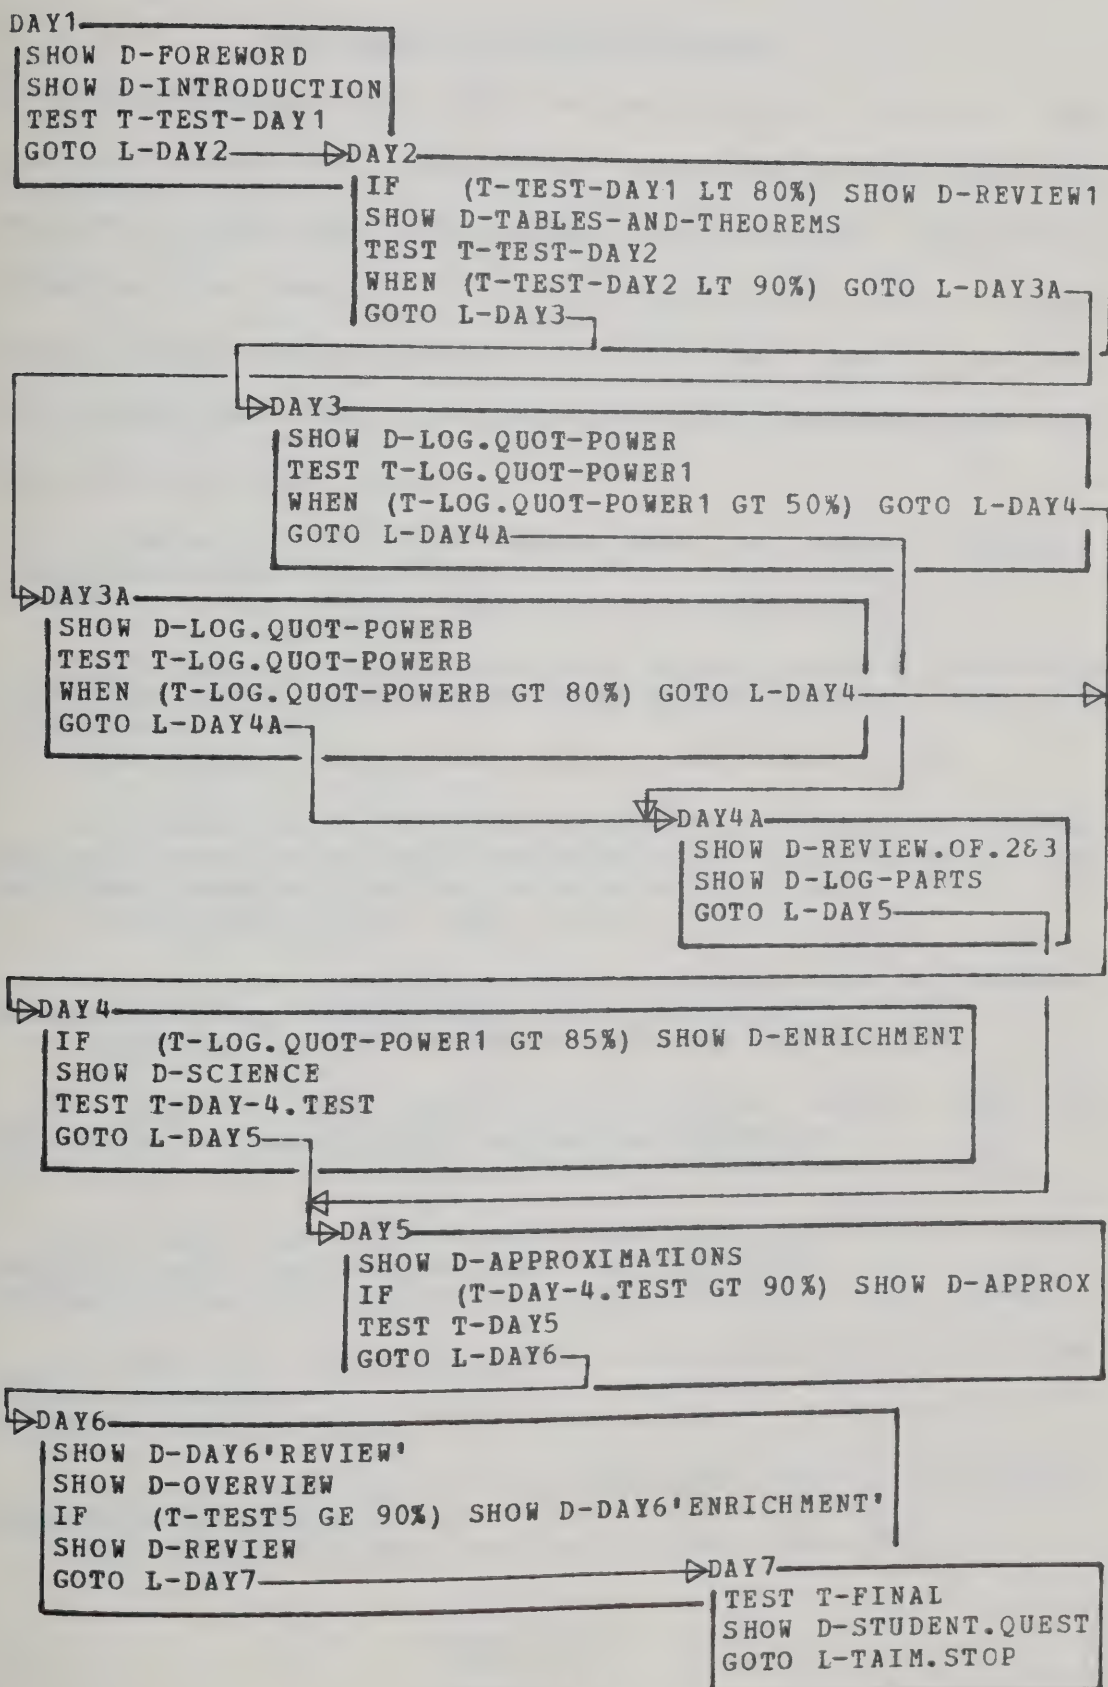 DAY1
SHOW D-FOREWORD
SHOW D-INTRODUCTION
TEST T-TEST-DAY1
GOTO L-DAY2
DAY2
IF (T-TEST-DAY1 LT 80%) SHOW D-REVIEW1
SHOW D-TABLES-AND-THEOREMS
TEST T-TEST-DAY2
WHEN (T-TEST-DAY2 LT 90%) GOTO L-DAY3A
GOTO L-DAY3
DAY3
SHOW D-LOG.QUOT-POWER
TEST T-LOG.QUOT-POWER1
WHEN (T-LOG.QUOT-POWER1 GT 50%) GOTO L-DAY4
GOTO L-DAY4A
DAY3A
SHOW D-LOG.QUOT-POWERB
TEST T-LOG.QUOT-POWERB
WHEN (T-LOG.QUOT-POWERB GT 80%) GOTO L-DAY4
GOTO L-DAY4A
DAY4A
SHOW D-REVIEW.OF.2&3
SHOW D-LOG-PARTS
GOTO L-DAY5
DAY4
IF (T-LOG.QUOT-POWER1 GT 85%) SHOW D-ENRICHMENT
SHOW D-SCIENCE
TEST T-DAY-4.TEST
GOTO L-DAY5
DAY5
SHOW D-APPROXIMATIONS
IF (T-DAY-4.TEST GT 90%) SHOW D-APPROX
TEST T-DAY5
GOTO L-DAY6
DAY6
SHOW D-DAY6'REVIEW'
SHOW D-OVERVIEW
IF (T-TEST5 GE 90%) SHOW D-DAY6'ENRICHMENT'
SHOW D-REVIEW
GOTO L-DAY7
DAY7
TEST T-FINAL
SHOW D-STUDENT.QUEST
GOTO L-TAIM.STOP